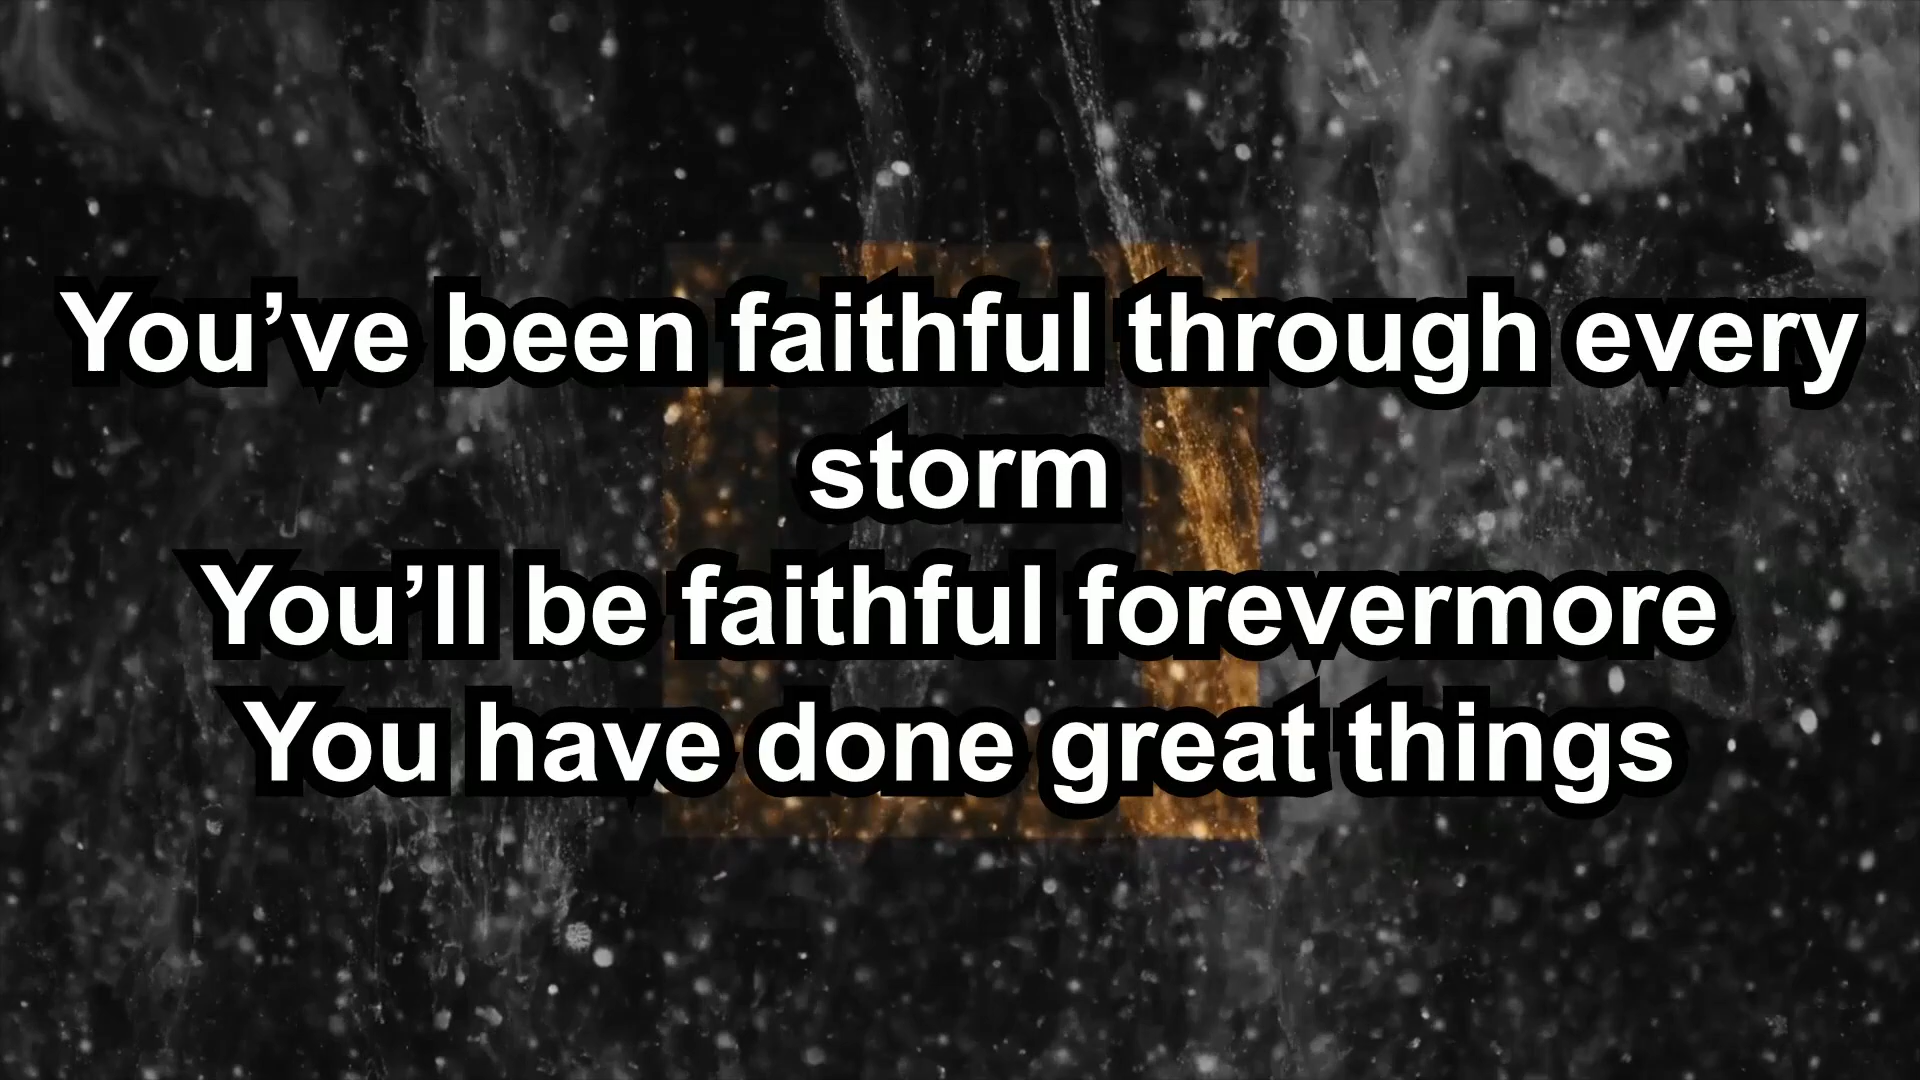 You’ve been faithful through every
storm
You’ll be faithful forevermore
You have done great things